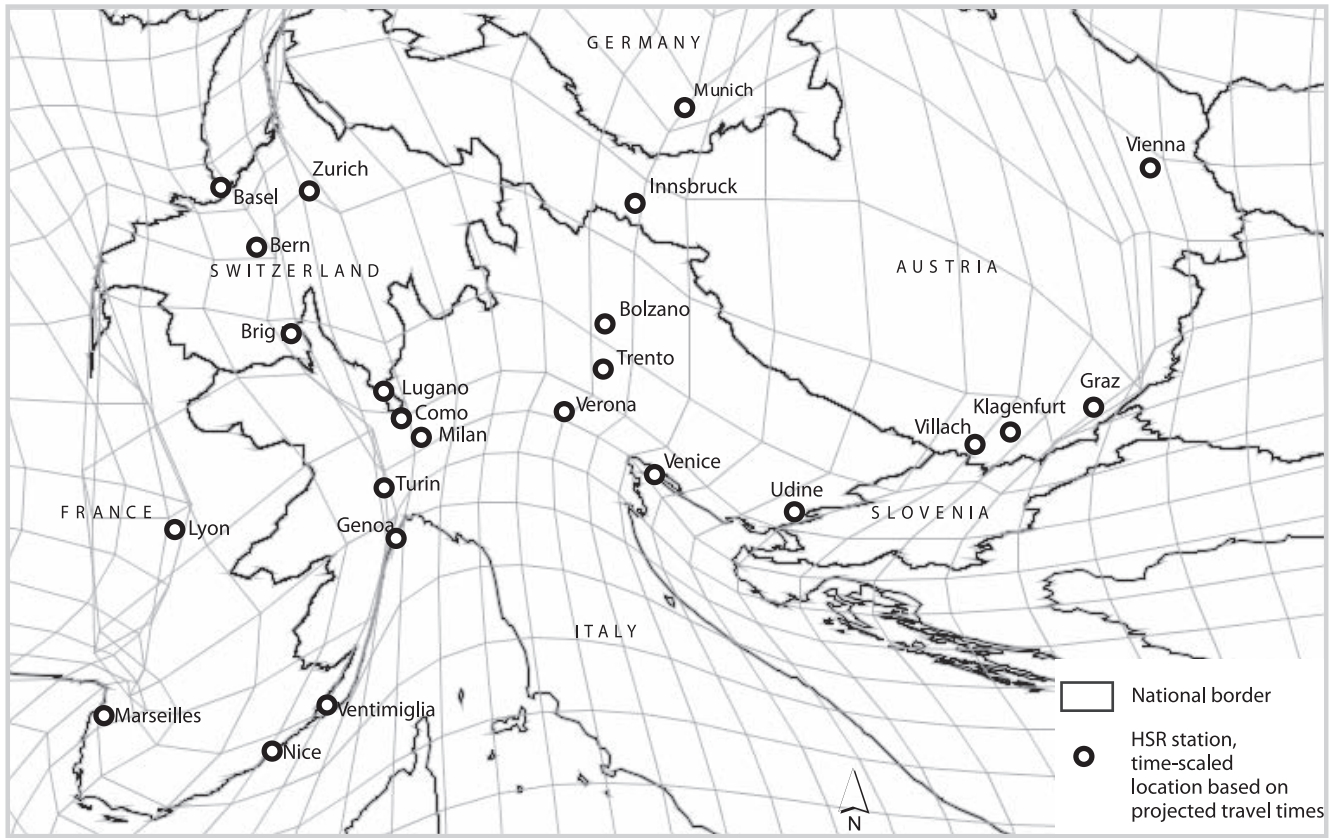 GERMANY
Munich
Vienna
Zurich
Basel
Innsbruck
Bern
SWITZERLAND
AUSTRIA
Bolzano
Brig
Trento
Lugano
Graz
Como
Verona
Klagenfurt
Milan
Villach
Venice
Turin
Udine
FRANCE
SLOVENIA
Lyon
Genoa
ITALY
National border
Marseilles
Ventimiglia
HSR station,
time-scaled
location based on
projected travel times
Nice
N